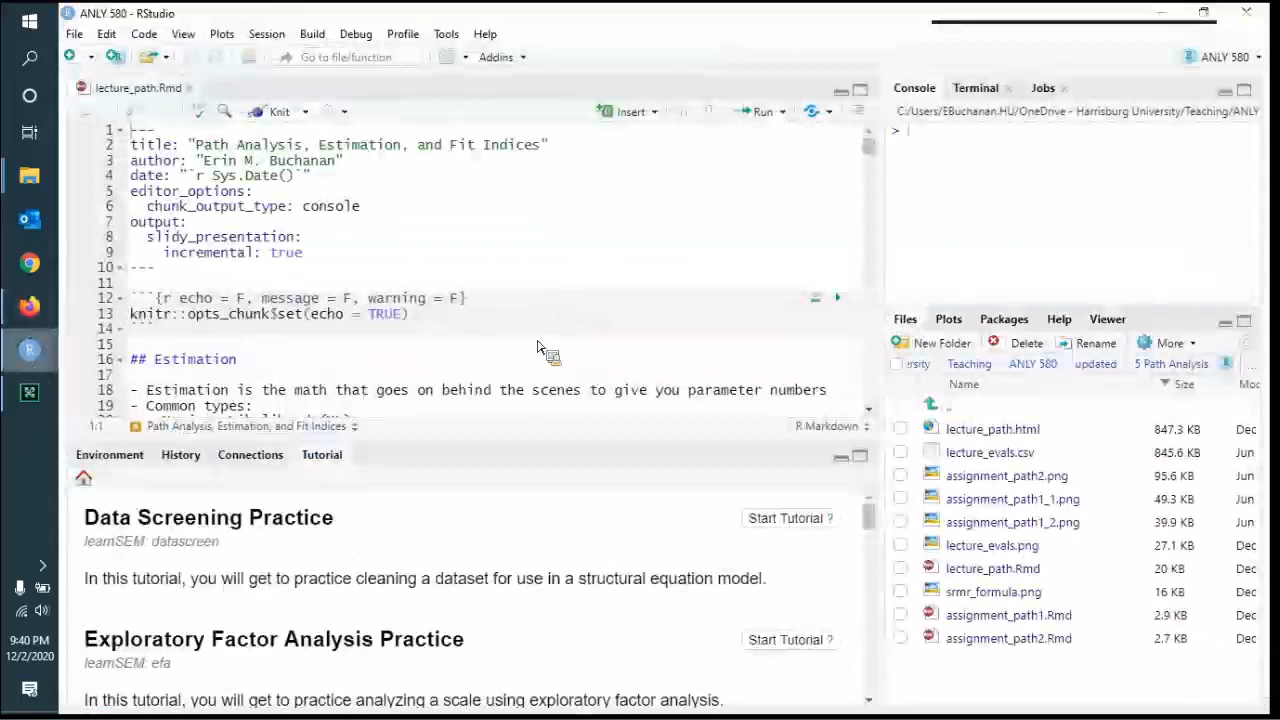 ANLY 580 - RStudio
File Edit Code View Plots Session Build Debug Profile Tools Help
Go to file/function
Addins
ANLY 580
lecture_path.Rmd
Knit
Insert
Run
1 ---
2 title: "Path Analysis, Estimation, and Fit Indices"
3 author: "Erin M. Buchanan"
4 date: "`r Sys.Date()`"
5 editor_options:
6 chunk_output_type: console
7 output:
8 slidy_presentation:
9 incremental: true
10 ---
11
12 ```{r echo = F, message = F, warning = F}
13 knitr::opts_chunk$set(echo = TRUE)
14 ```
15
16 ## Estimation
17
18 - Estimation is the math that goes on behind the scenes to give you parameter numbers
19 - Common types:
1:1 Path Analysis, Estimation, and Fit Indices R Markdown
Environment History Connections Tutorial
Data Screening Practice
Start Tutorial ?
learnSEM: datascreen
In this tutorial, you will get to practice cleaning a dataset for use in a structural equation model.
Exploratory Factor Analysis Practice
Start Tutorial ?
learnSEM: efa
In this tutorial, you will get to practice analyzing a scale using exploratory factor analysis.
Console Terminal Jobs
C:/Users/EBuchanan.HU/OneDrive - Harrisburg University/Teaching/ANLY
>
Files Plots Packages Help Viewer
New Folder Delete Rename More
ersity Teaching ANLY 580 updated 5 Path Analysis
Name Size Moc
..
lecture_path.html 847.3 KB Dec
lecture_evals.csv 845.6 KB Jun
assignment_path2.png 95.6 KB Jun
assignment_path1_1.png 49.3 KB Jun
assignment_path1_2.png 39.9 KB Jun
lecture_evals.png 27.1 KB Dec
lecture_path.Rmd 20 KB Dec
srmr_formula.png 16 KB Dec
assignment_path1.Rmd 2.9 KB Dec
assignment_path2.Rmd 2.7 KB Dec
9:40 PM
12/2/2020